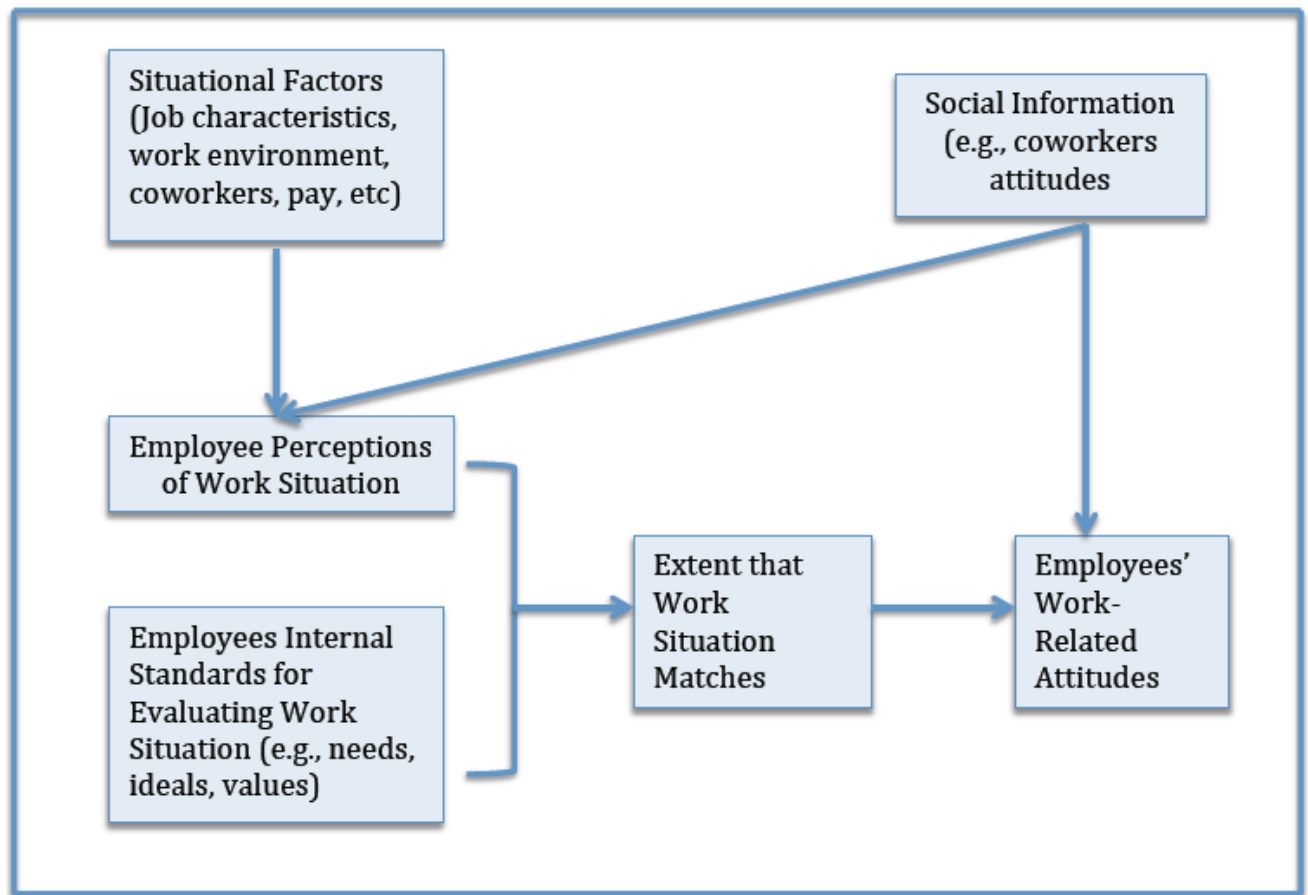 Situational Factors
(Job characteristics,
work environment,
coworkers, pay, etc)
Social Information
(e.g., coworkers
attitudes
Employee Perceptions
of Work Situation
Employees Internal
Standards for
Evaluating Work
Situation (e.g., needs,
ideals, values)
Extent that
Work
Situation
Matches
Employees’
Work-
Related
Attitudes